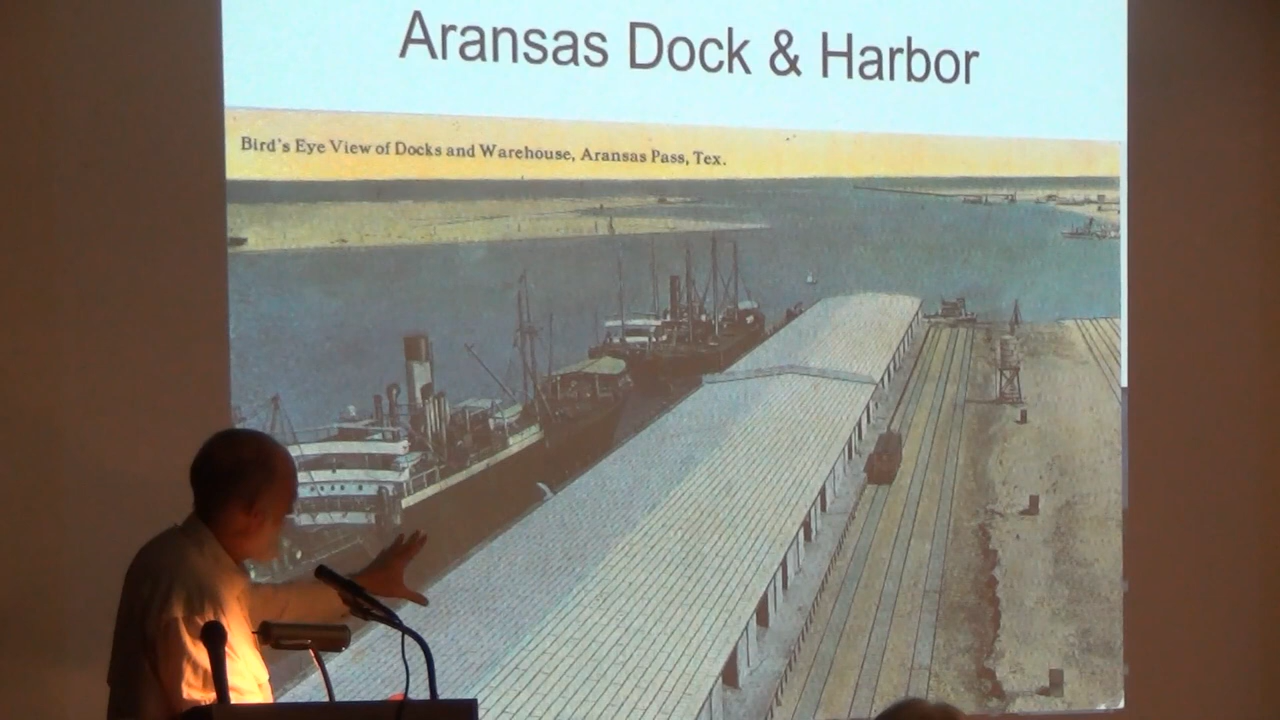 Aransas Dock & Harbor
Bird's Eye View of Docks and Warehouse, Aransas Pass, Tex.